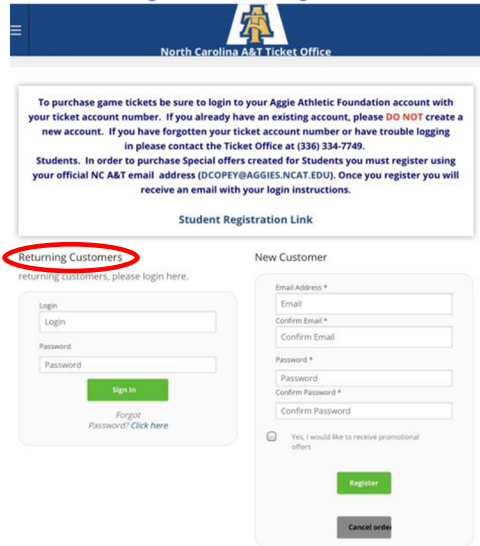 North Carolina A&T Ticket Office
To purchase game tickets be sure to login to your Aggie Athletic Foundation account with
your ticket account number. If you already have an existing account, please DO NOT create a
new account. If you have forgotten your ticket account number or have trouble logging
in please contact the Ticket Office at (336) 334-7749.
Students. In order to purchase Special offers created for Students you must register using
your official NC A&T email address (DCOPEY@AGGIES.NCAT.EDU). Once you register you will
receive an email with your login instructions.
Student Registration Link
Returning Customers
returning customers, please login here.
Login
Login
Password
Password
Sign In
Forgot
Password? Click here
New Customer
Email Address *
Email
Confirm Email *
Confirm Email
Password *
Password
Confirm Password *
Confirm Password
Yes, I would like to receive promotional
offers
Register
Cancel order